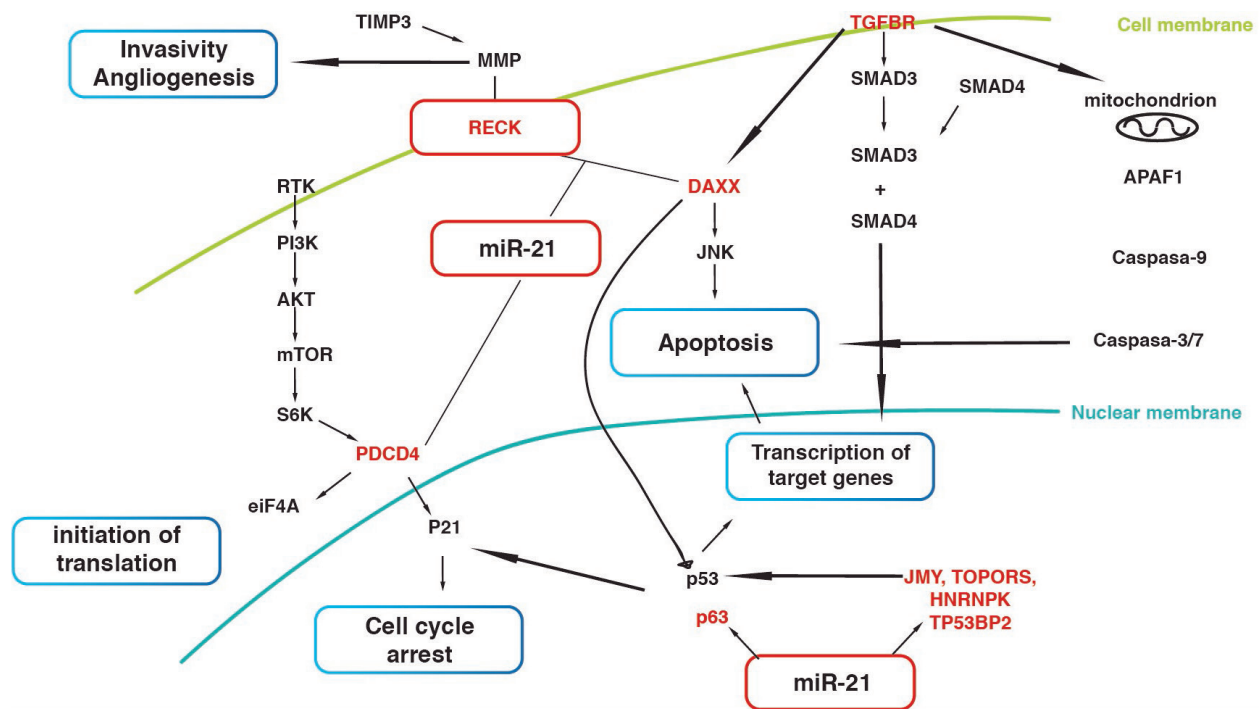 TIMP3
TGFBR
Cell membrane
Invasivity
Angliogenesis
MMP
SMAD3
SMAD4
mitochondrion
RECK
SMAD3
APAF1
RTK
DAXX
+
SMAD4
PI3K
miR-21
JNK
Caspasa-9
AKT
Apoptosis
Caspasa-3/7
mTOR
S6K
Nuclear membrane
PDCD4
Transcription of
target genes
eiF4A
P21
initiation of
translation
p53
JMY, TOPORS,
HNRNPK
TP53BP2
p63
Cell cycle
arrest
miR-21